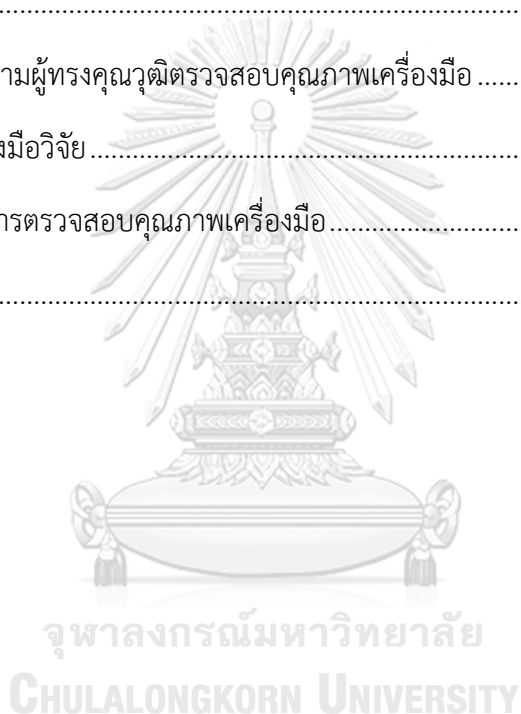 ................................................................
ามผู้ทรงคุณวุฒิตรวจสอบคุณภาพเครื่องมือ ......
งมือวิจัย ................................................
ารตรวจสอบคุณภาพเครื่องมือ ........................
................................................................
จุฬาลงกรณ์มหาวิทยาลัย
CHULALONGKORN UNIVERSITY